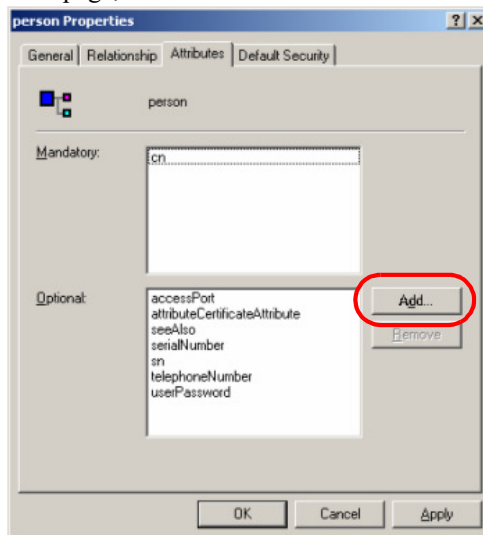 person Properties
General Relationship Attributes Default Security
person
Mandatory:
cn
Optional:
accessPort
attributeCertificateAttribute
seeAlso
serialNumber
sn
telephoneNumber
userPassword
Add...
Remove
OK Cancel Apply